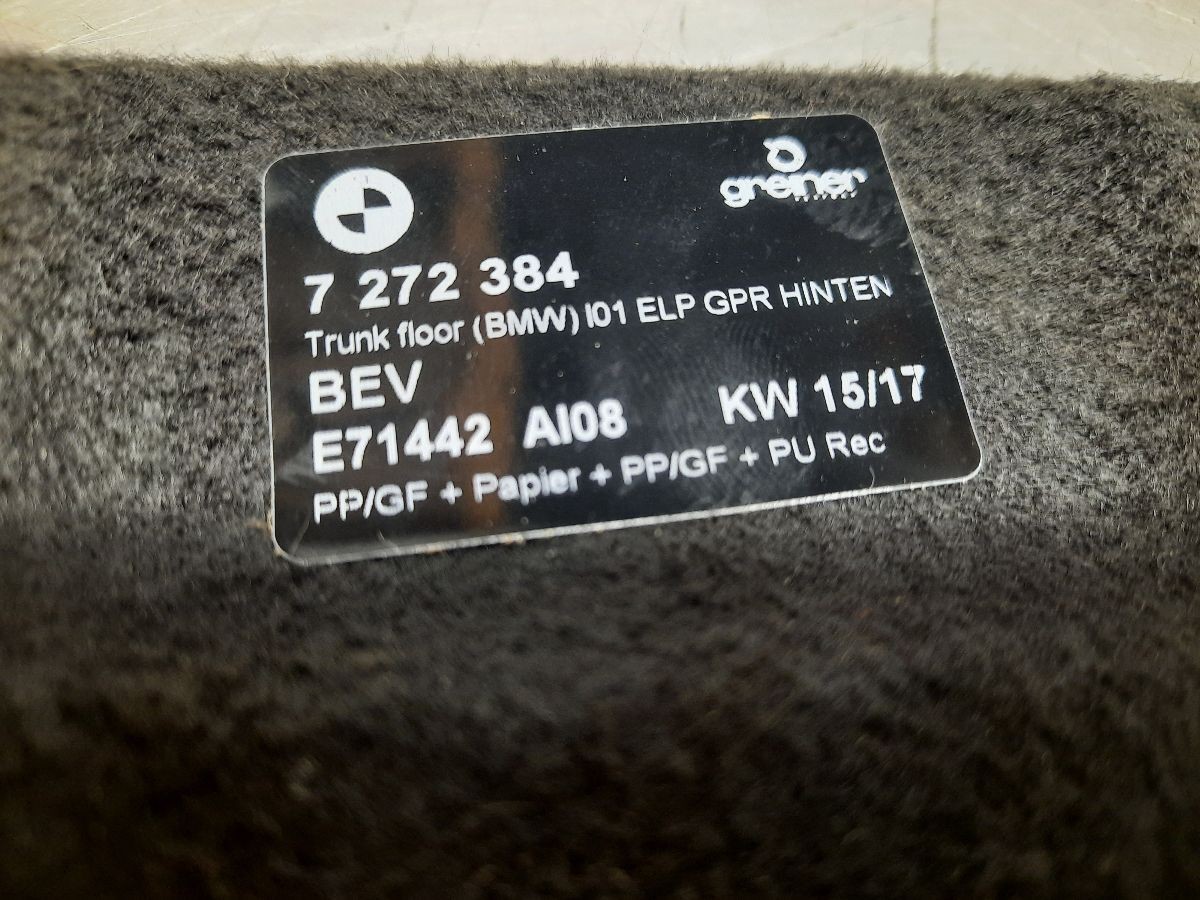 greiner
7 272 384
Trunk floor (BMW) I01 ELP GPR HINTEN
BEV
E71442 AI08 KW 15/17
PP/GF + Papier + PP/GF + PU Rec